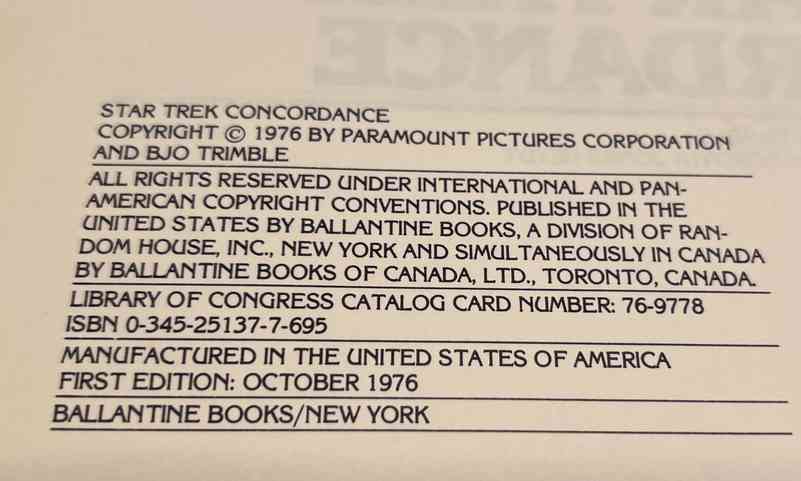 STAR TREK CONCORDANCE
COPYRIGHT © 1976 BY PARAMOUNT PICTURES CORPORATION
AND BJO TRIMBLE
ALL RIGHTS RESERVED UNDER INTERNATIONAL AND PAN-
AMERICAN COPYRIGHT CONVENTIONS. PUBLISHED IN THE
UNITED STATES BY BALLANTINE BOOKS, A DIVISION OF RAN-
DOM HOUSE, INC., NEW YORK AND SIMULTANEOUSLY IN CANADA
BY BALLANTINE BOOKS OF CANADA, LTD., TORONTO, CANADA.
LIBRARY OF CONGRESS CATALOG CARD NUMBER: 76-9778
ISBN 0-345-25137-7-695
MANUFACTURED IN THE UNITED STATES OF AMERICA
FIRST EDITION: OCTOBER 1976
BALLANTINE BOOKS/NEW YORK